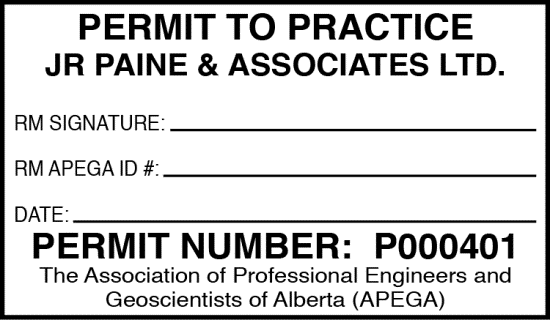 PERMIT TO PRACTICE
JR PAINE & ASSOCIATES LTD.
RM SIGNATURE:
RM APEGA ID #:
DATE:
PERMIT NUMBER: P000401
The Association of Professional Engineers and
Geoscientists of Alberta (APEGA)